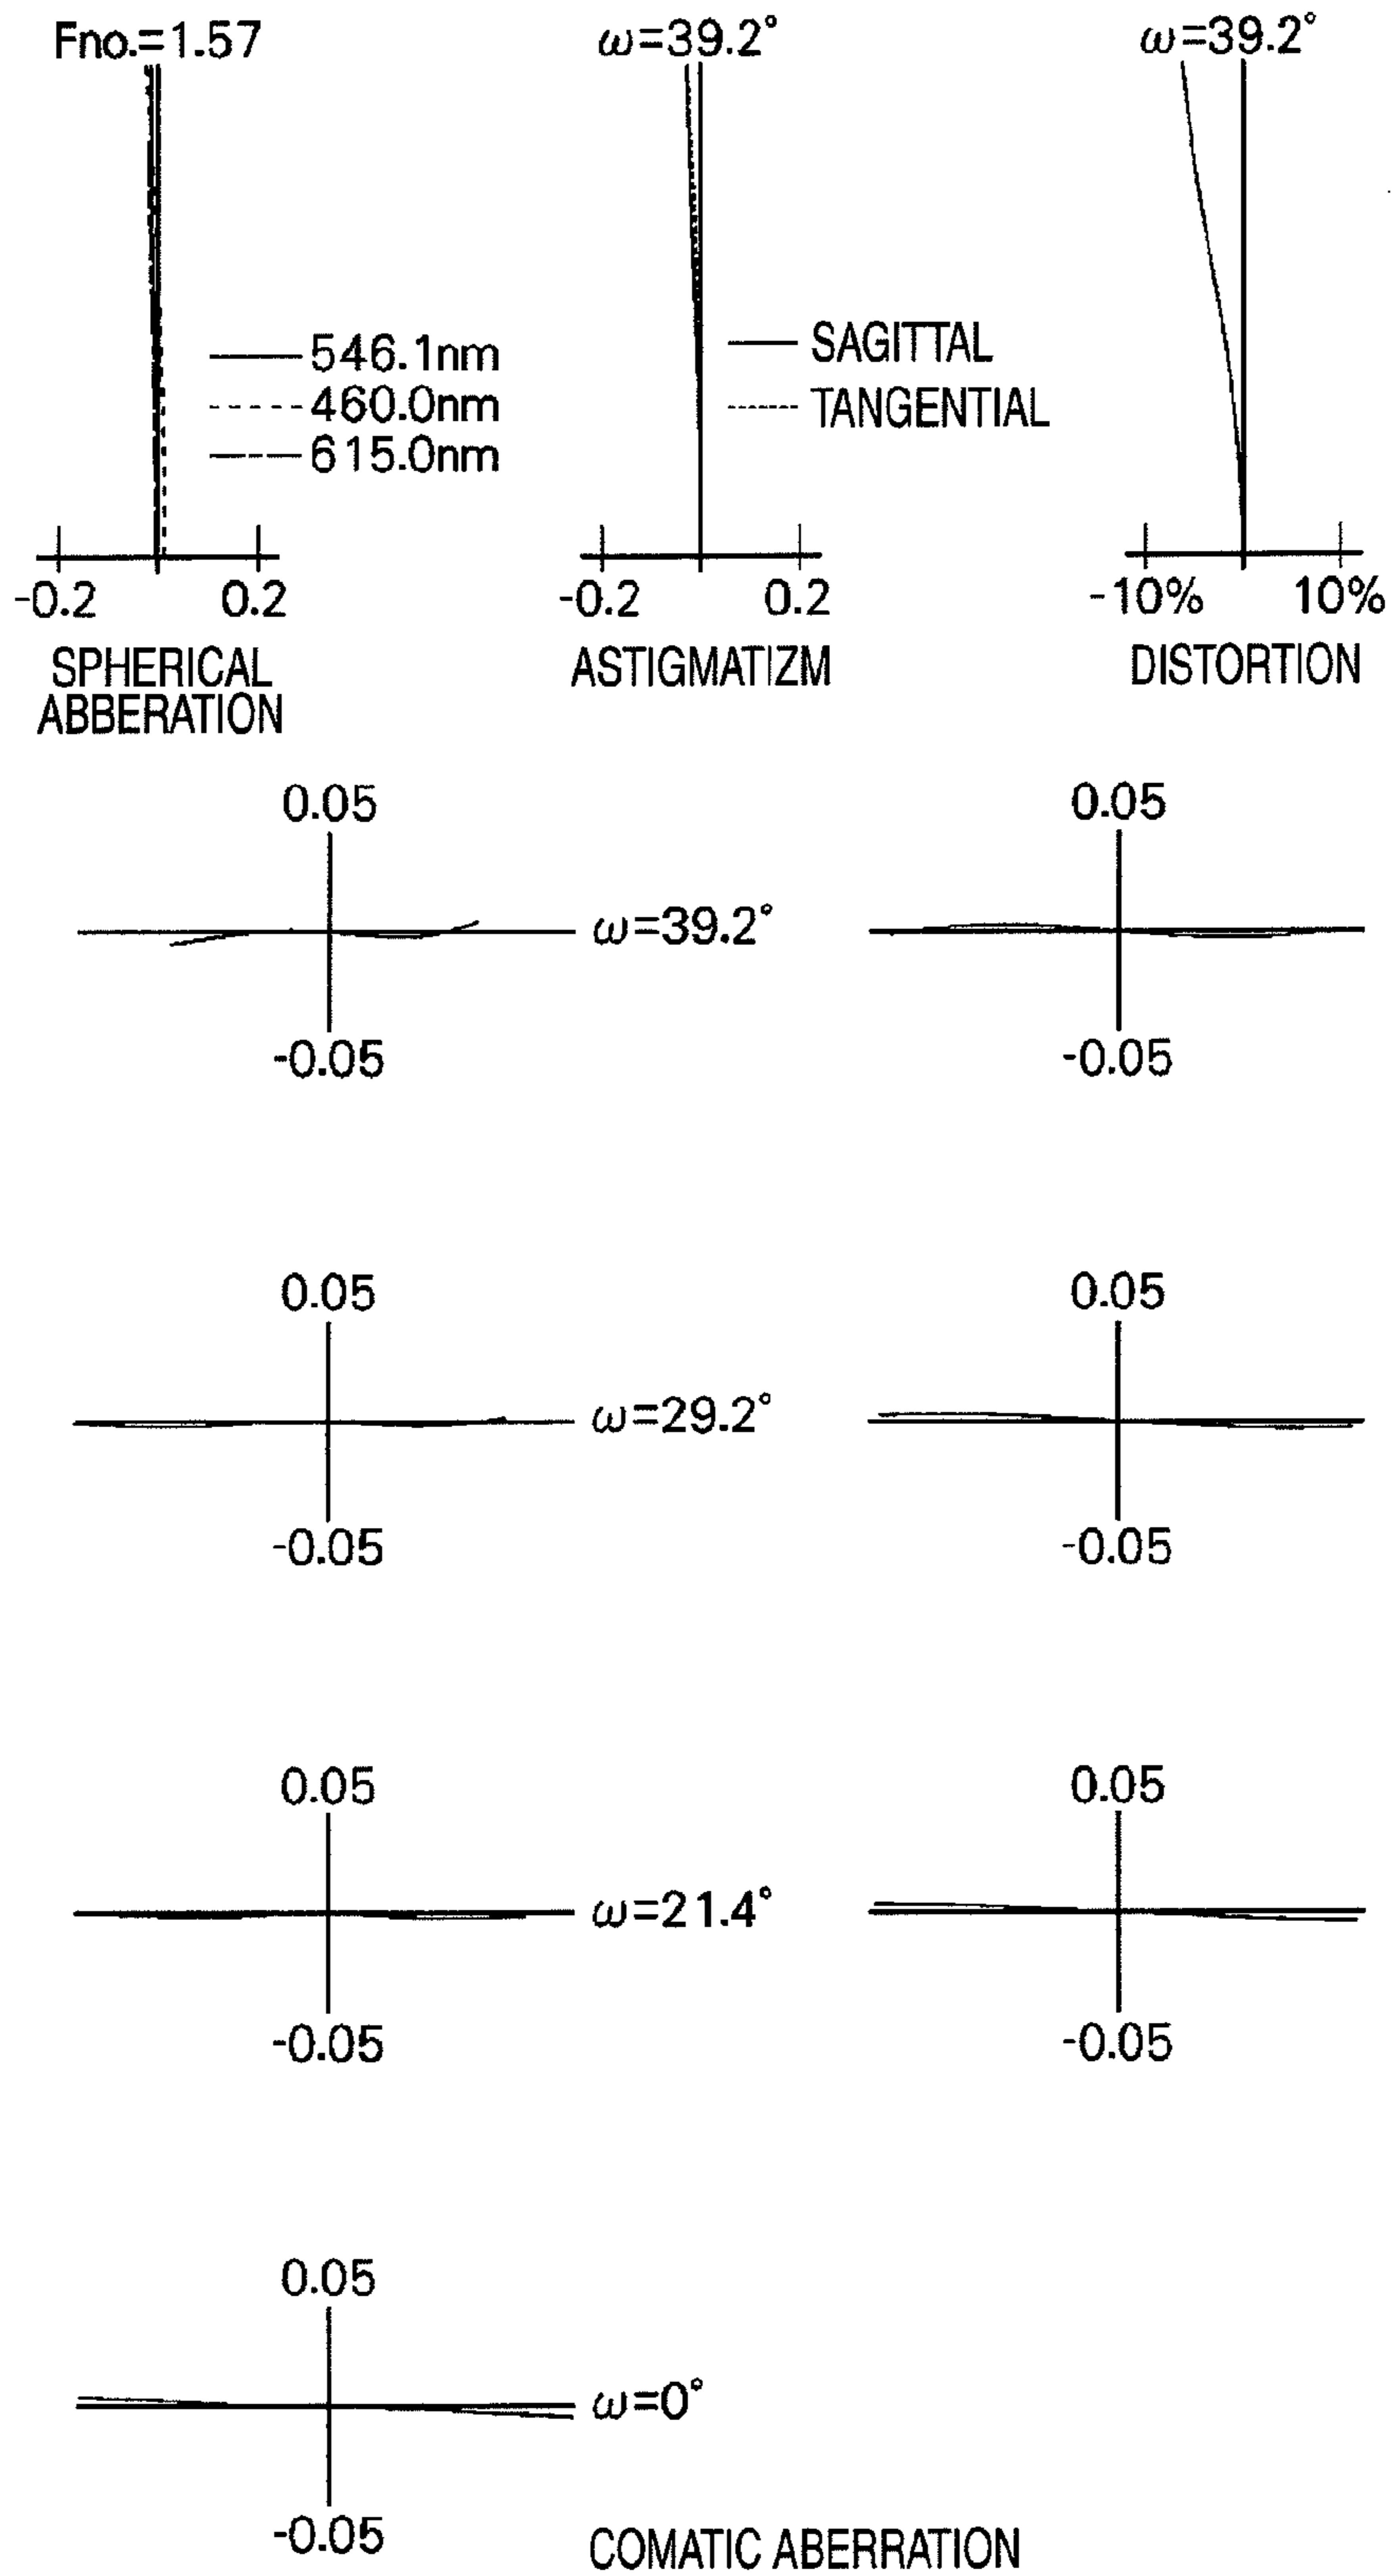 Fno.=1.57
ω=39.2°
ω=39.2°
546.1nm
460.0nm
615.0nm
SAGITTAL
TANGENTIAL
-0.2 0.2
-0.2 0.2
-10% 10%
SPHERICAL
ABBERATION
ASTIGMATIZM
DISTORTION
0.05
0.05
ω=39.2°
-0.05
-0.05
0.05
0.05
ω=29.2°
-0.05
-0.05
0.05
0.05
ω=21.4°
-0.05
-0.05
0.05
ω=0°
-0.05
COMATIC ABERRATION